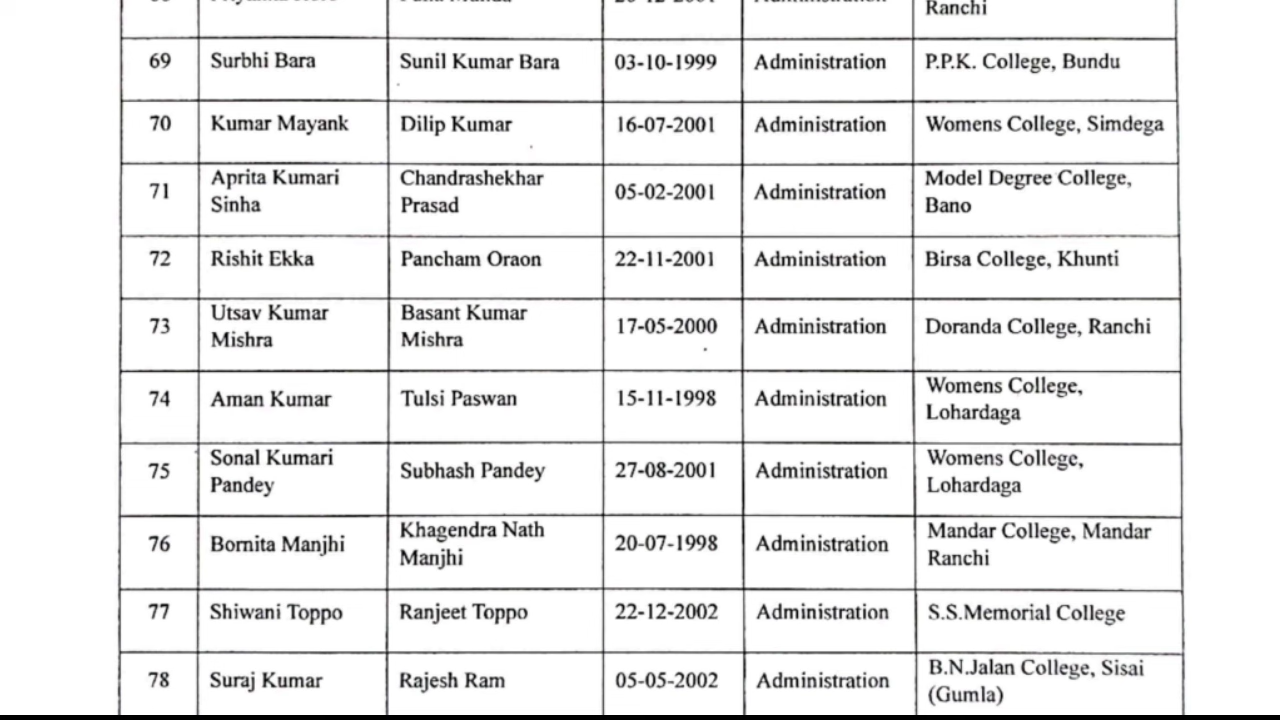 Ranchi
69 Surbhi Bara Sunil Kumar Bara 03-10-1999 Administration P.P.K. College, Bundu
70 Kumar Mayank Dilip Kumar 16-07-2001 Administration Womens College, Simdega
71 Aprita Kumari Sinha Chandrashekhar Prasad 05-02-2001 Administration Model Degree College, Bano
72 Rishit Ekka Pancham Oraon 22-11-2001 Administration Birsa College, Khunti
73 Utsav Kumar Mishra Basant Kumar Mishra 17-05-2000 Administration Doranda College, Ranchi
74 Aman Kumar Tulsi Paswan 15-11-1998 Administration Womens College, Lohardaga
75 Sonal Kumari Pandey Subhash Pandey 27-08-2001 Administration Womens College, Lohardaga
76 Bornita Manjhi Khagendra Nath Manjhi 20-07-1998 Administration Mandar College, Mandar Ranchi
77 Shiwani Toppo Ranjeet Toppo 22-12-2002 Administration S.S.Memorial College
78 Suraj Kumar Rajesh Ram 05-05-2002 Administration B.N.Jalan College, Sisai (Gumla)